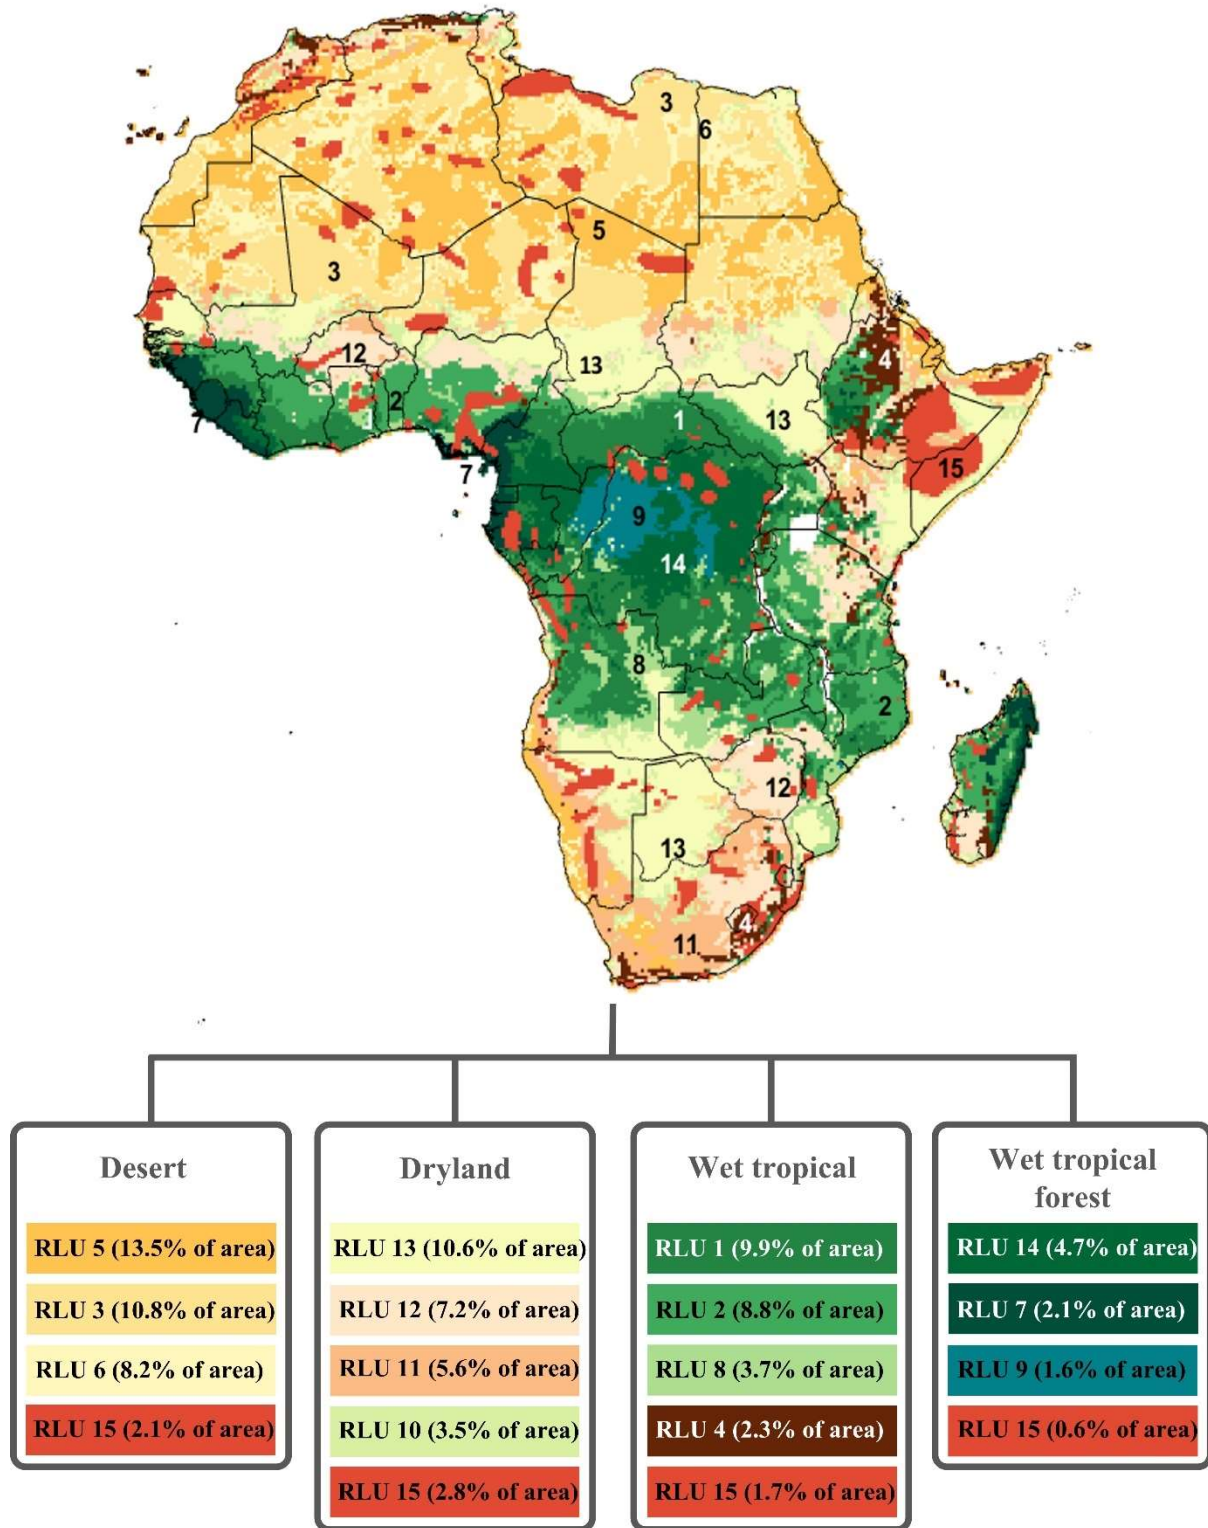 3
6
5
3
12
13
4
2
1
1
13
7
7
15
9
14
8
2
12
13
4
11
Desert
RLU 5 (13.5% of area)
RLU 3 (10.8% of area)
RLU 6 (8.2% of area)
RLU 15 (2.1% of area)
Dryland
RLU 13 (10.6% of area)
RLU 12 (7.2% of area)
RLU 11 (5.6% of area)
RLU 10 (3.5% of area)
RLU 15 (2.8% of area)
Wet tropical
RLU 1 (9.9% of area)
RLU 2 (8.8% of area)
RLU 8 (3.7% of area)
RLU 4 (2.3% of area)
RLU 15 (1.7% of area)
Wet tropical
forest
RLU 14 (4.7% of area)
RLU 7 (2.1% of area)
RLU 9 (1.6% of area)
RLU 15 (0.6% of area)